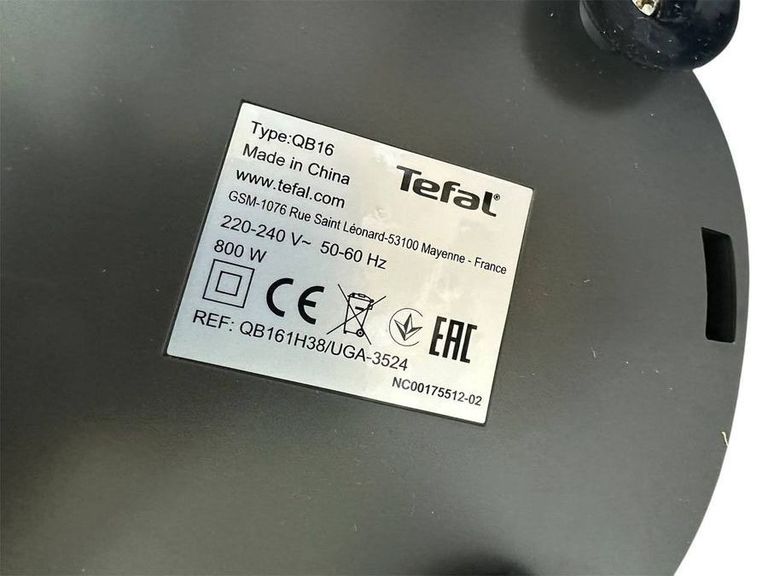 Type:QB16
Made in China
Tefal®
www.tefal.com
GSM-1076 Rue Saint Léonard-53100 Mayenne - France
220-240 V~ 50-60 Hz
800 W
CE
EAC
REF: QB161H38/UGA-3524
NC00175512-02